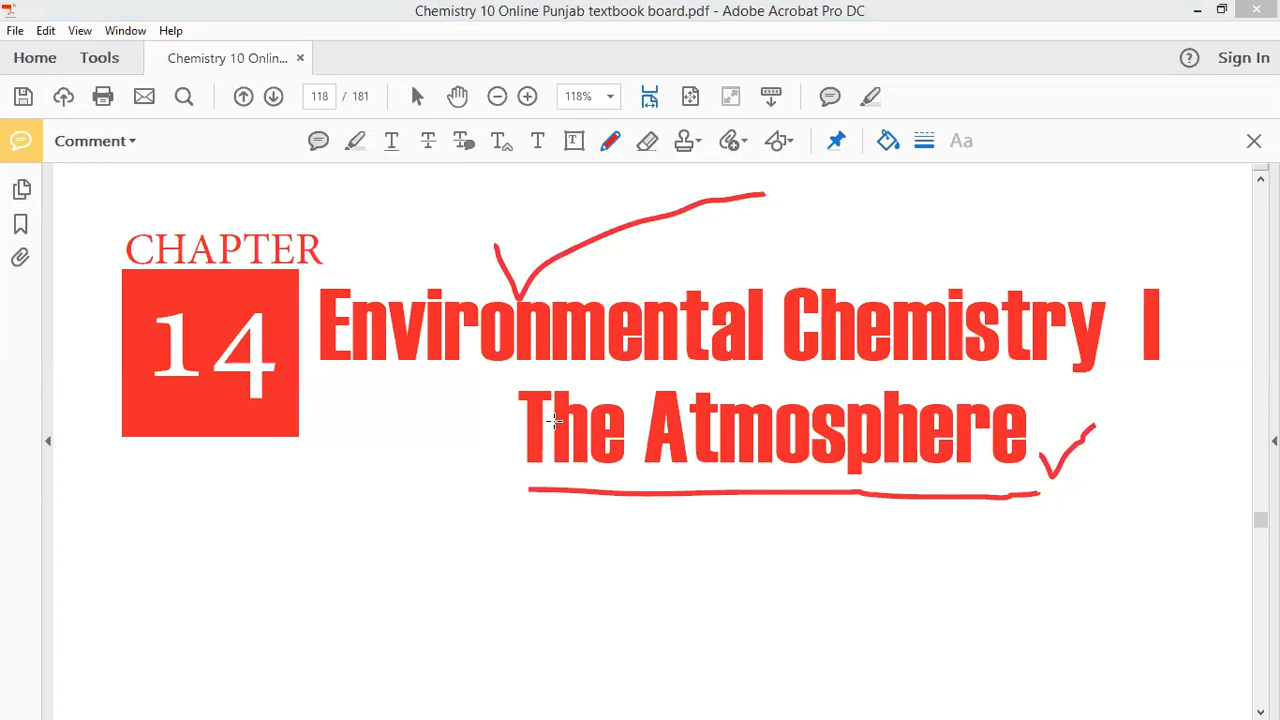 Chemistry 10 Online Punjab textbook board.pdf - Adobe Acrobat Pro DC
File Edit View Window Help
Home Tools Chemistry 10 Onlin... × Sign In
118 / 181 118%
Comment Aa
CHAPTER
14
Environmental Chemistry I
The Atmosphere